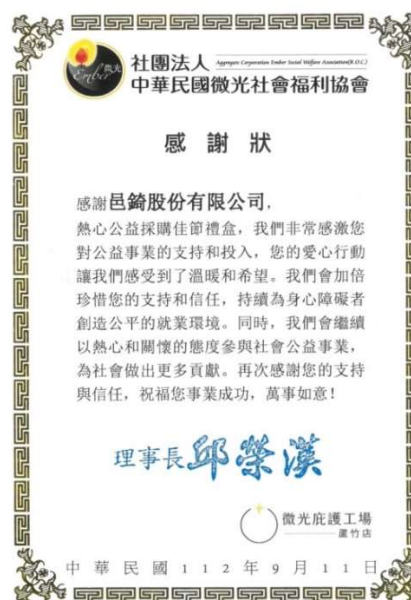 Ember
微光
社團法人
Aggregate Corporation Ember Social Welfare Association(R.O.C.)
中華民國微光社會福利協會
感謝狀
感謝邑錡股份有限公司，
熱心公益採購佳節禮盒，我們非常感激您
對公益事業的支持和投入，您的愛心行動
讓我們感受到了溫暖和希望。我們會加倍
珍惜您的支持和信任，持續為身心障礙者
創造公平的就業環境。同時，我們會繼續
以熱心和關懷的態度參與社會公益事業，
為社會做出更多貢獻。再次感謝您的支持
與信任，祝福您事業成功，萬事如意！
理事長邱榮漢
微光庇護工場
蘆竹店
中華民國112年9月11日